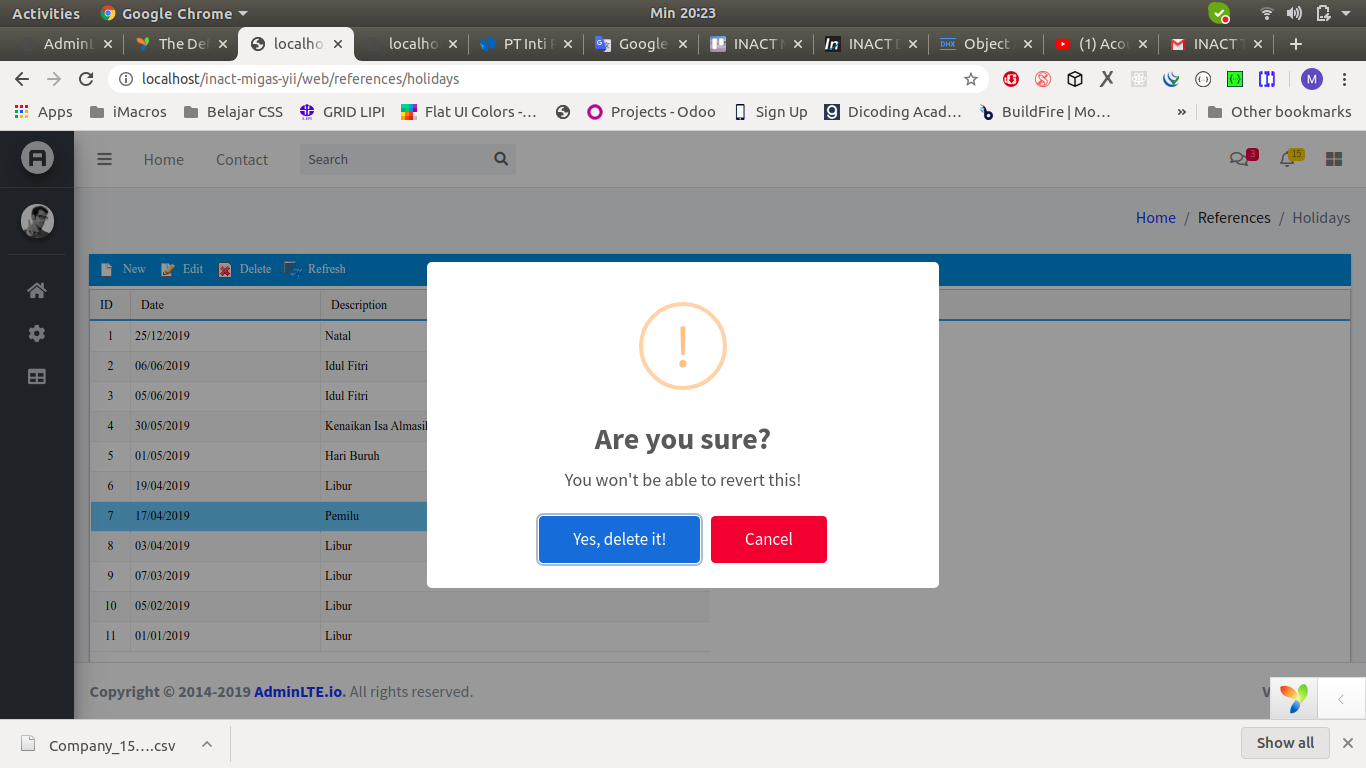 Activities Google Chrome Min 20:23
AdminL The Def localho localho PT Inti P Google INACT M INACT D Object A (1) Acou INACT T
localhost/inact-migas-yii/web/references/holidays M
Apps iMacros Belajar CSS GRID LIPI Flat UI Colors -… Projects - Odoo Sign Up Dicoding Acad… BuildFire | Mo… » Other bookmarks
Home Contact Search 3 15
Home / References / Holidays
New Edit Delete Refresh
ID Date Description
1 25/12/2019 Natal
2 06/06/2019 Idul Fitri
3 05/06/2019 Idul Fitri
4 30/05/2019 Kenaikan Isa Almasil
5 01/05/2019 Hari Buruh
6 19/04/2019 Libur
7 17/04/2019 Pemilu
8 03/04/2019 Libur
9 07/03/2019 Libur
10 05/02/2019 Libur
11 01/01/2019 Libur
!
Are you sure?
You won't be able to revert this!
Yes, delete it! Cancel
Copyright © 2014-2019 AdminLTE.io. All rights reserved.
Company_15….csv Show all